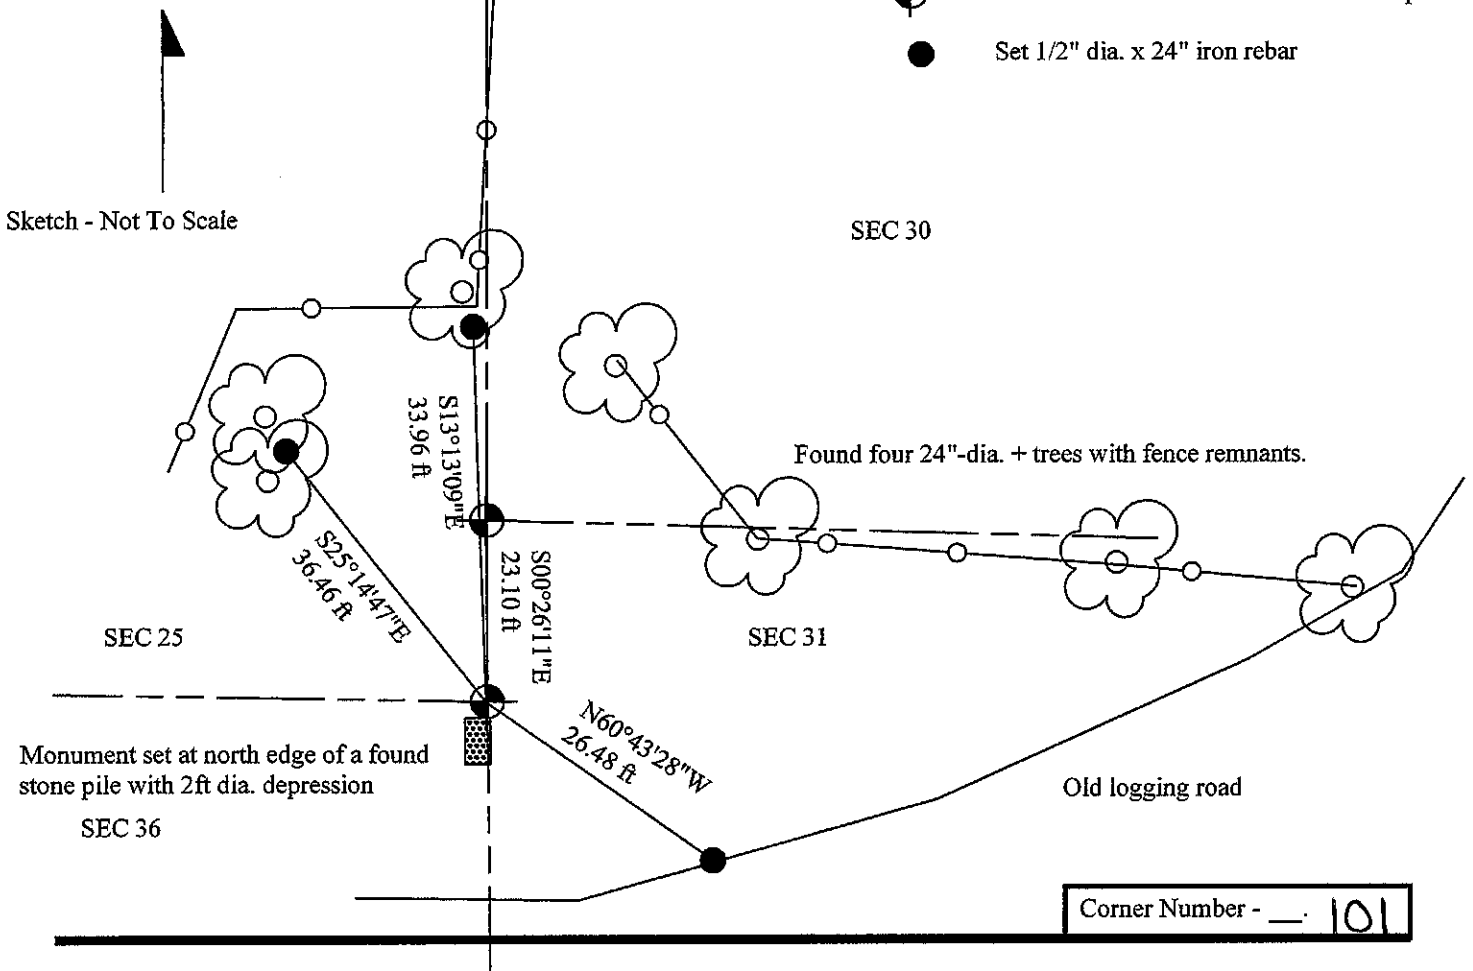 Set 1/2" dia. x 24" iron rebar
Sketch - Not To Scale
SEC 30
S13°13'09"E
33.96 ft
Found four 24"-dia. + trees with fence remnants.
S25°14'47"E
36.46 ft
S00°26'11"E
23.10 ft
SEC 25
SEC 31
N60°43'28"W
26.48 ft
Monument set at north edge of a found
stone pile with 2ft dia. depression
Old logging road
SEC 36
Corner Number - __. 101